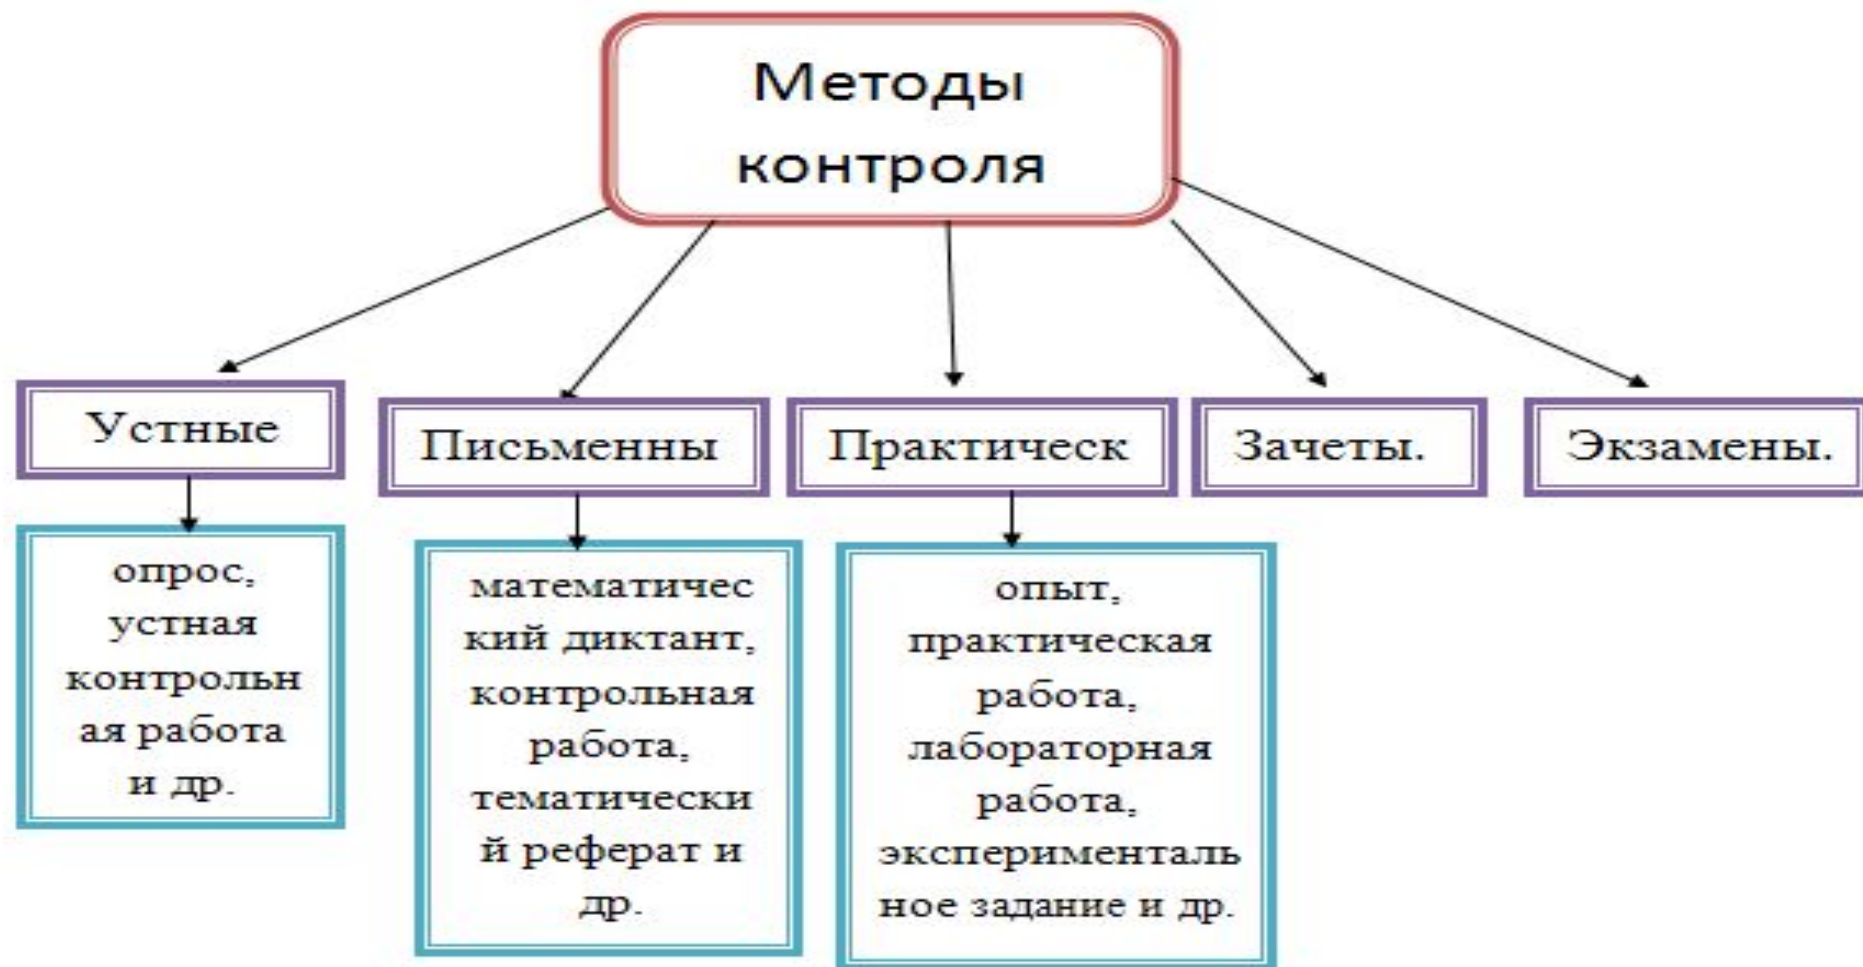 Методы
контроля
Устные
Письменны
Практическ
Зачеты.
Экзамены.
опрос,
устная
контрольн
ая работа
и др.
математичес
кий диктант,
контрольная
работа,
тематически
й реферат и
др.
опыт,
практическая
работа,
лабораторная
работа,
эксперименталь
ное задание и др.